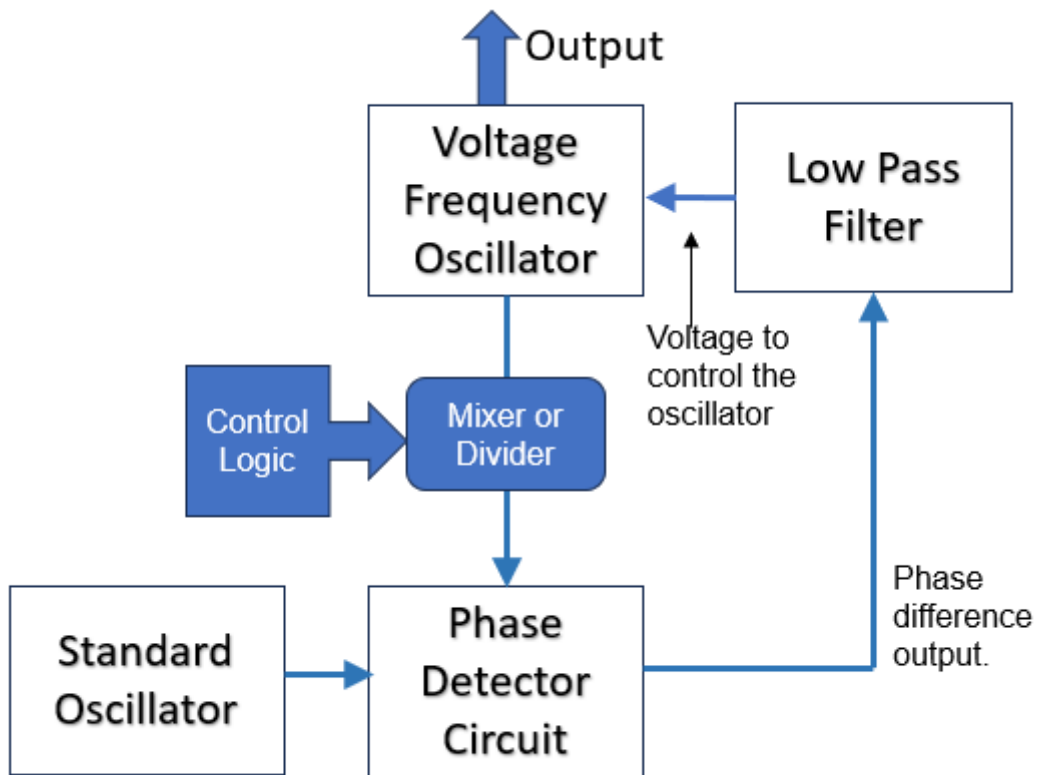 Output
Voltage
Frequency
Oscillator
Low Pass
Filter
Voltage to
control the
oscillator
Control
Logic
Mixer or
Divider
Phase
difference
output.
Standard
Oscillator
Phase
Detector
Circuit